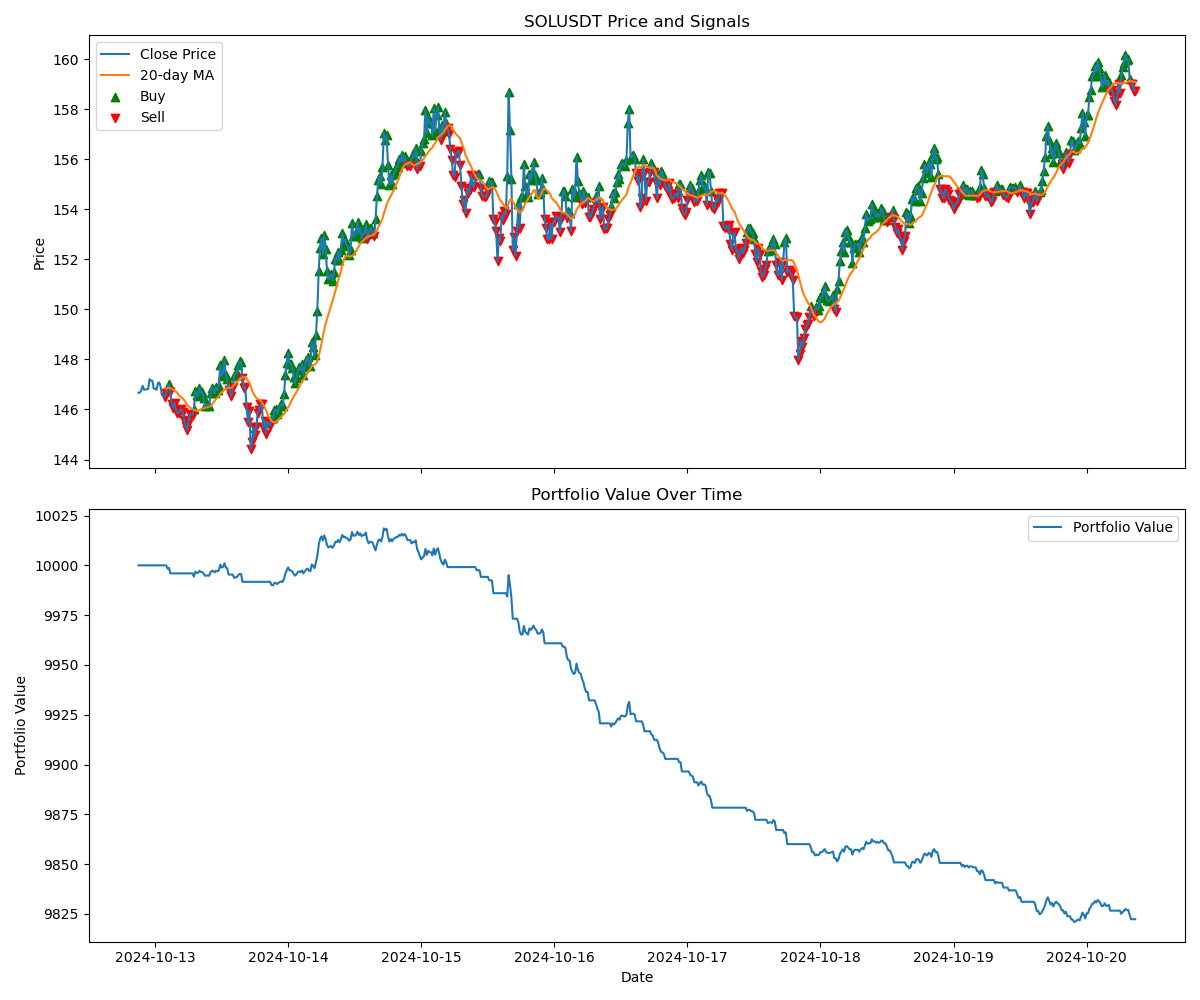 SOLUSDT Price and Signals
Price
160
158
156
154
152
150
148
146
144
Close Price
20-day MA
Buy
Sell
Portfolio Value Over Time
Portfolio Value
10025
10000
9975
9950
9925
9900
9875
9850
9825
Portfolio Value
2024-10-13 2024-10-14 2024-10-15 2024-10-16 2024-10-17 2024-10-18 2024-10-19 2024-10-20
Date